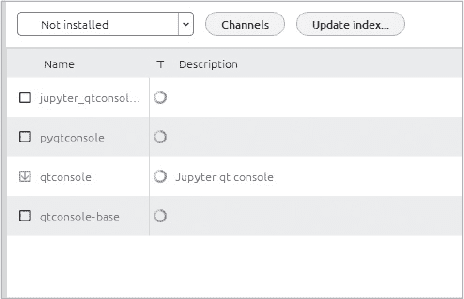 Not installed Channels Update index...
Name T Description
jupyter_qtconsol...
pyqtconsole
qtconsole Jupyter qt console
qtconsole-base